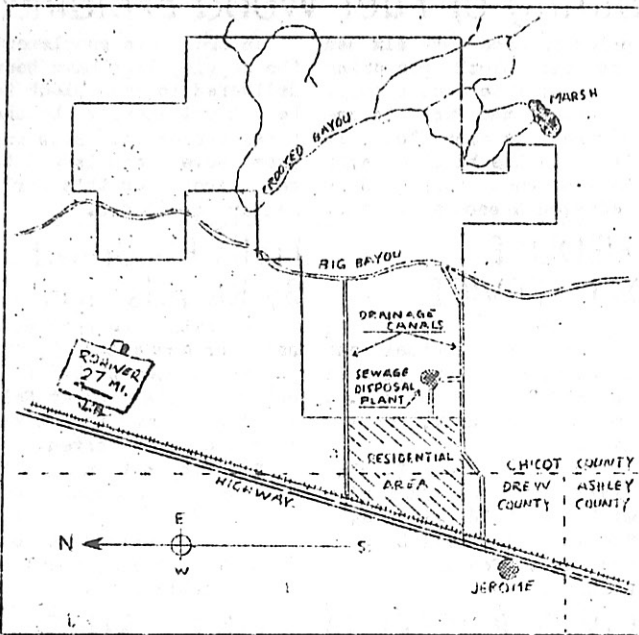 MARSH
CROOKED BAYOU
BIG BAYOU
DRAINAGE
CANALS
SEWAGE
DISPOSAL
PLANT
ROHWER
27 MI.
RESIDENTIAL
AREA
CHICOT COUNTY
DREW ASHLEY
COUNTY COUNTY
HIGHWAY
E
N S
W
JEROME